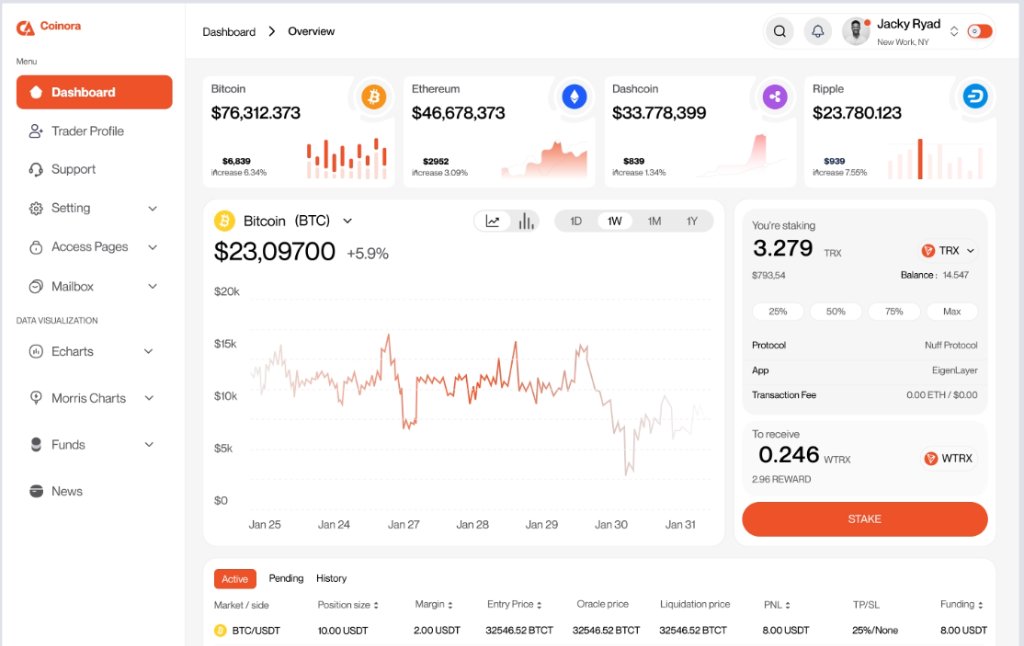 Coinora
Dashboard Overview
Jacky Ryad
New Work, NY
Menu
Dashboard
Trader Profile
Support
Setting
Access Pages
Mailbox
DATA VISUALIZATION
Echarts
Morris Charts
Funds
News
Bitcoin
$76,312.373
$6,839
increase 6.34%
Ethereum
$46,678,373
$2952
increase 3.09%
Dashcoin
$33.778,399
$839
increase 1.34%
Ripple
$23.780.123
$939
increase 7.55%
Bitcoin (BTC)
1D 1W 1M 1Y
$23,09700 +5.9%
$20k
$15k
$10k
$5k
$0
Jan 25 Jan 24 Jan 27 Jan 28 Jan 29 Jan 30 Jan 31
You're staking
3.279 TRX TRX
$793,54 Balance : 14.547
25% 50% 75% Max
Protocol Nuff Protocol
App EigenLayer
Transaction Fee 0.00 ETH / $0.00
To receive
0.246 WTRX WTRX
2.96 REWARD
STAKE
Active Pending History
Market / side Position size Margin Entry Price Oracle price Liquidation price PNL TP/SL Funding
BTC/USDT 10.00 USDT 2.00 USDT 32546.52 BTCT 32546.52 BTCT 32546.52 BTCT 8.00 USDT 25%/None 8.00 USDT